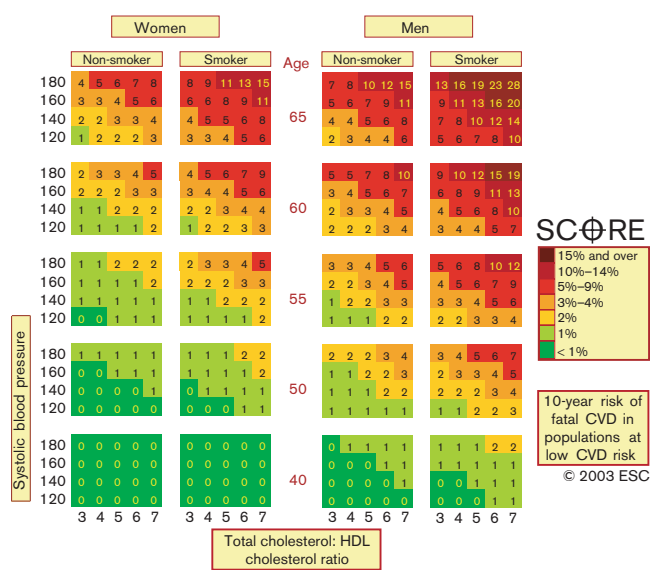 Women Men
Non-smoker Smoker Age Non-smoker Smoker
180 4 5 6 7 8 8 9 11 13 15 7 8 10 12 15 13 16 19 23 28
160 3 3 4 5 6 6 6 8 9 11 5 6 7 9 11 9 11 13 16 20
65
140 2 2 3 3 4 4 5 5 6 8 4 4 5 6 8 7 8 10 12 14
120 1 2 2 2 3 3 3 4 5 6 2 3 4 4 6 5 6 7 8 10
180 2 3 3 4 5 4 5 6 7 9 5 5 7 8 10 9 10 12 15 19
160 2 2 2 3 3 3 4 4 5 6 3 4 5 6 7 6 8 9 11 13
60
140 1 1 2 2 2 2 2 3 4 4 2 3 3 4 5 4 5 6 8 10
120 1 1 1 1 2 1 2 2 3 3 2 2 2 3 4 3 4 4 5 7
180 1 1 2 2 2 2 3 3 4 5 3 3 4 5 6 5 6 8 10 12
160 1 1 1 1 2 2 2 2 3 3 2 2 3 4 5 4 5 6 7 9
55
140 1 1 1 1 1 1 1 2 2 2 1 2 2 3 3 3 3 4 5 6
120 0 0 1 1 1 1 1 1 1 2 1 1 1 2 2 2 2 3 3 4
180 1 1 1 1 1 1 1 1 2 2 2 2 2 3 4 3 4 5 6 7
160 0 0 1 1 1 1 1 1 1 2 1 1 2 2 3 2 3 3 4 5
50
140 0 0 0 0 1 0 1 1 1 1 1 1 1 2 2 2 2 2 3 4
120 0 0 0 0 0 0 0 0 1 1 1 1 1 1 1 1 1 2 2 3
180 0 0 0 0 0 0 0 0 0 0 0 1 1 1 1 1 1 1 2 2
160 0 0 0 0 0 0 0 0 0 0 0 0 0 1 1 1 1 1 1 1
40
140 0 0 0 0 0 0 0 0 0 0 0 0 0 0 1 0 0 1 1 1
120 0 0 0 0 0 0 0 0 0 0 0 0 0 0 0 0 0 0 1 1
3 4 5 6 7 3 4 5 6 7 3 4 5 6 7 3 4 5 6 7
Systolic blood pressure
Total cholesterol: HDL
cholesterol ratio
SCORE
15% and over
10%–14%
5%–9%
3%–4%
2%
1%
< 1%
10-year risk of
fatal CVD in
populations at
low CVD risk
© 2003 ESC